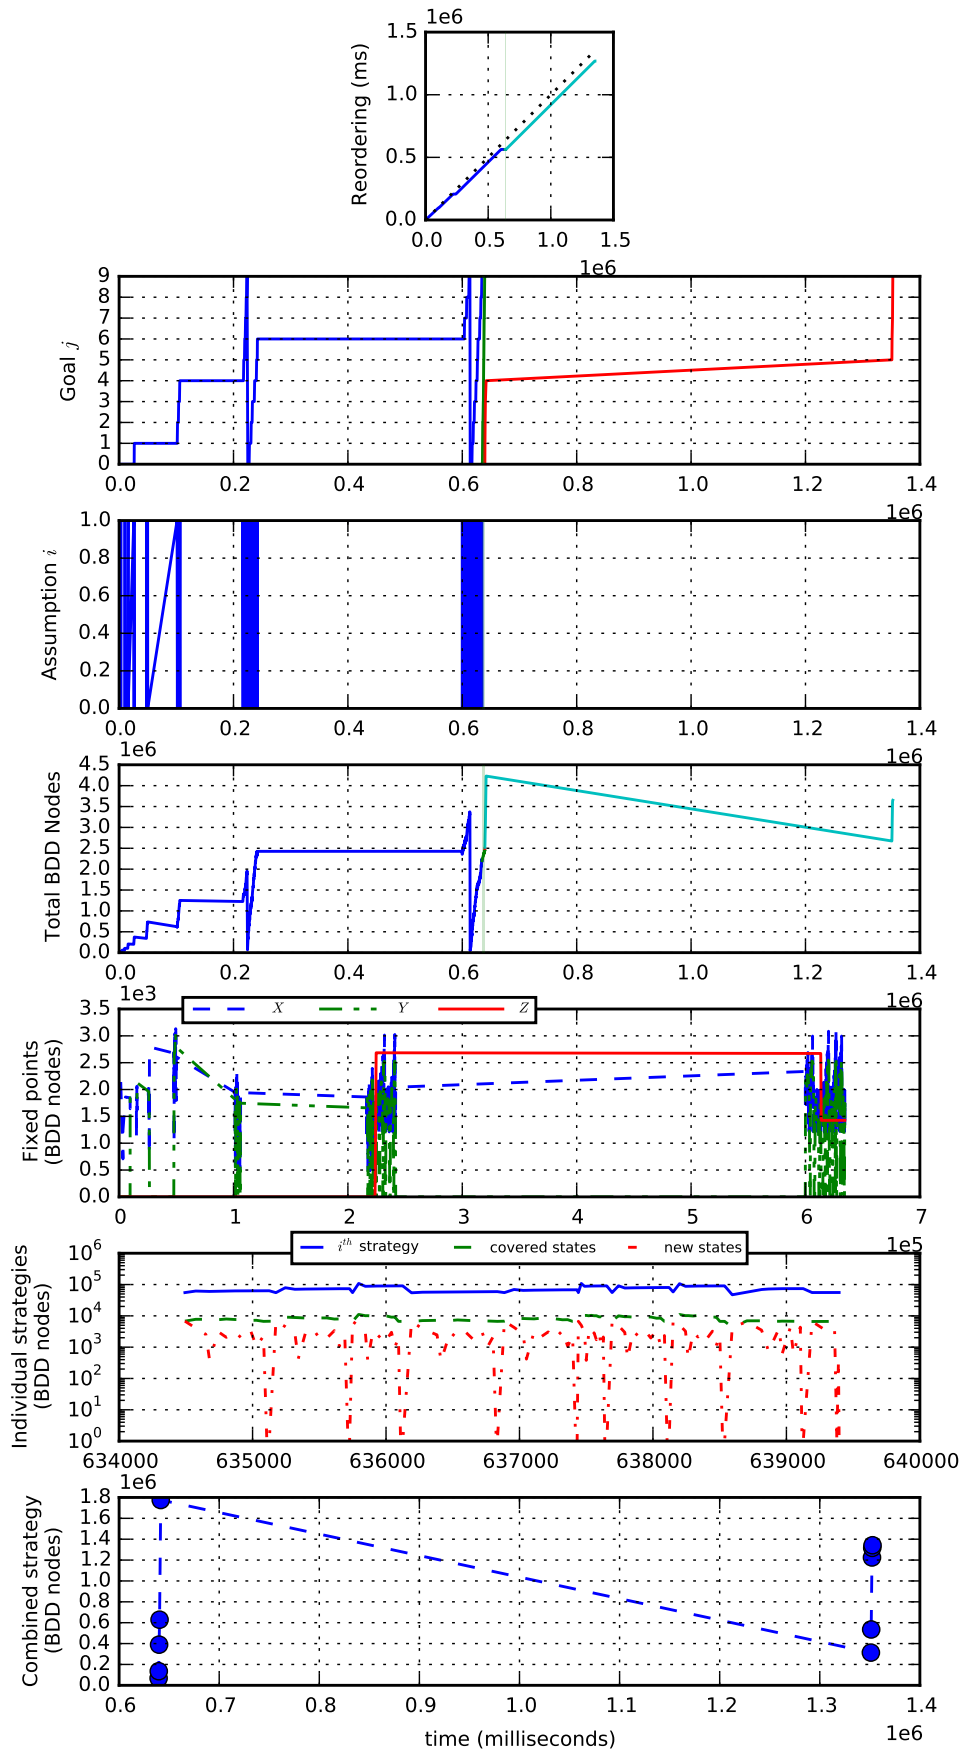 1e6
1.5
1.0
0.5
0.0
Reordering (ms)
0.0 0.5 1.0 1.5
1e6
9
8
7
6
5
4
3
2
1
0
Goal j
0.0 0.2 0.4 0.6 0.8 1.0 1.2 1.4
1e6
1.0
0.8
0.6
0.4
0.2
0.0
Assumption i
0.0 0.2 0.4 0.6 0.8 1.0 1.2 1.4
1e6
1e6
4.5
4.0
3.5
3.0
2.5
2.0
1.5
1.0
0.5
0.0
Total BDD Nodes
0.0 0.2 0.4 0.6 0.8 1.0 1.2 1.4
1e6
1e3
X Y Z
3.5
3.0
2.5
2.0
1.5
1.0
0.5
0.0
Fixed points
(BDD nodes)
0 1 2 3 4 5 6 7
1e5
i^th strategy covered states new states
10^6
10^5
10^4
10^3
10^2
10^1
10^0
Individual strategies
(BDD nodes)
634000 635000 636000 637000 638000 639000 640000
1e6
1.8
1.6
1.4
1.2
1.0
0.8
0.6
0.4
0.2
0.0
Combined strategy
(BDD nodes)
0.6 0.7 0.8 0.9 1.0 1.1 1.2 1.3 1.4
1e6
time (milliseconds)